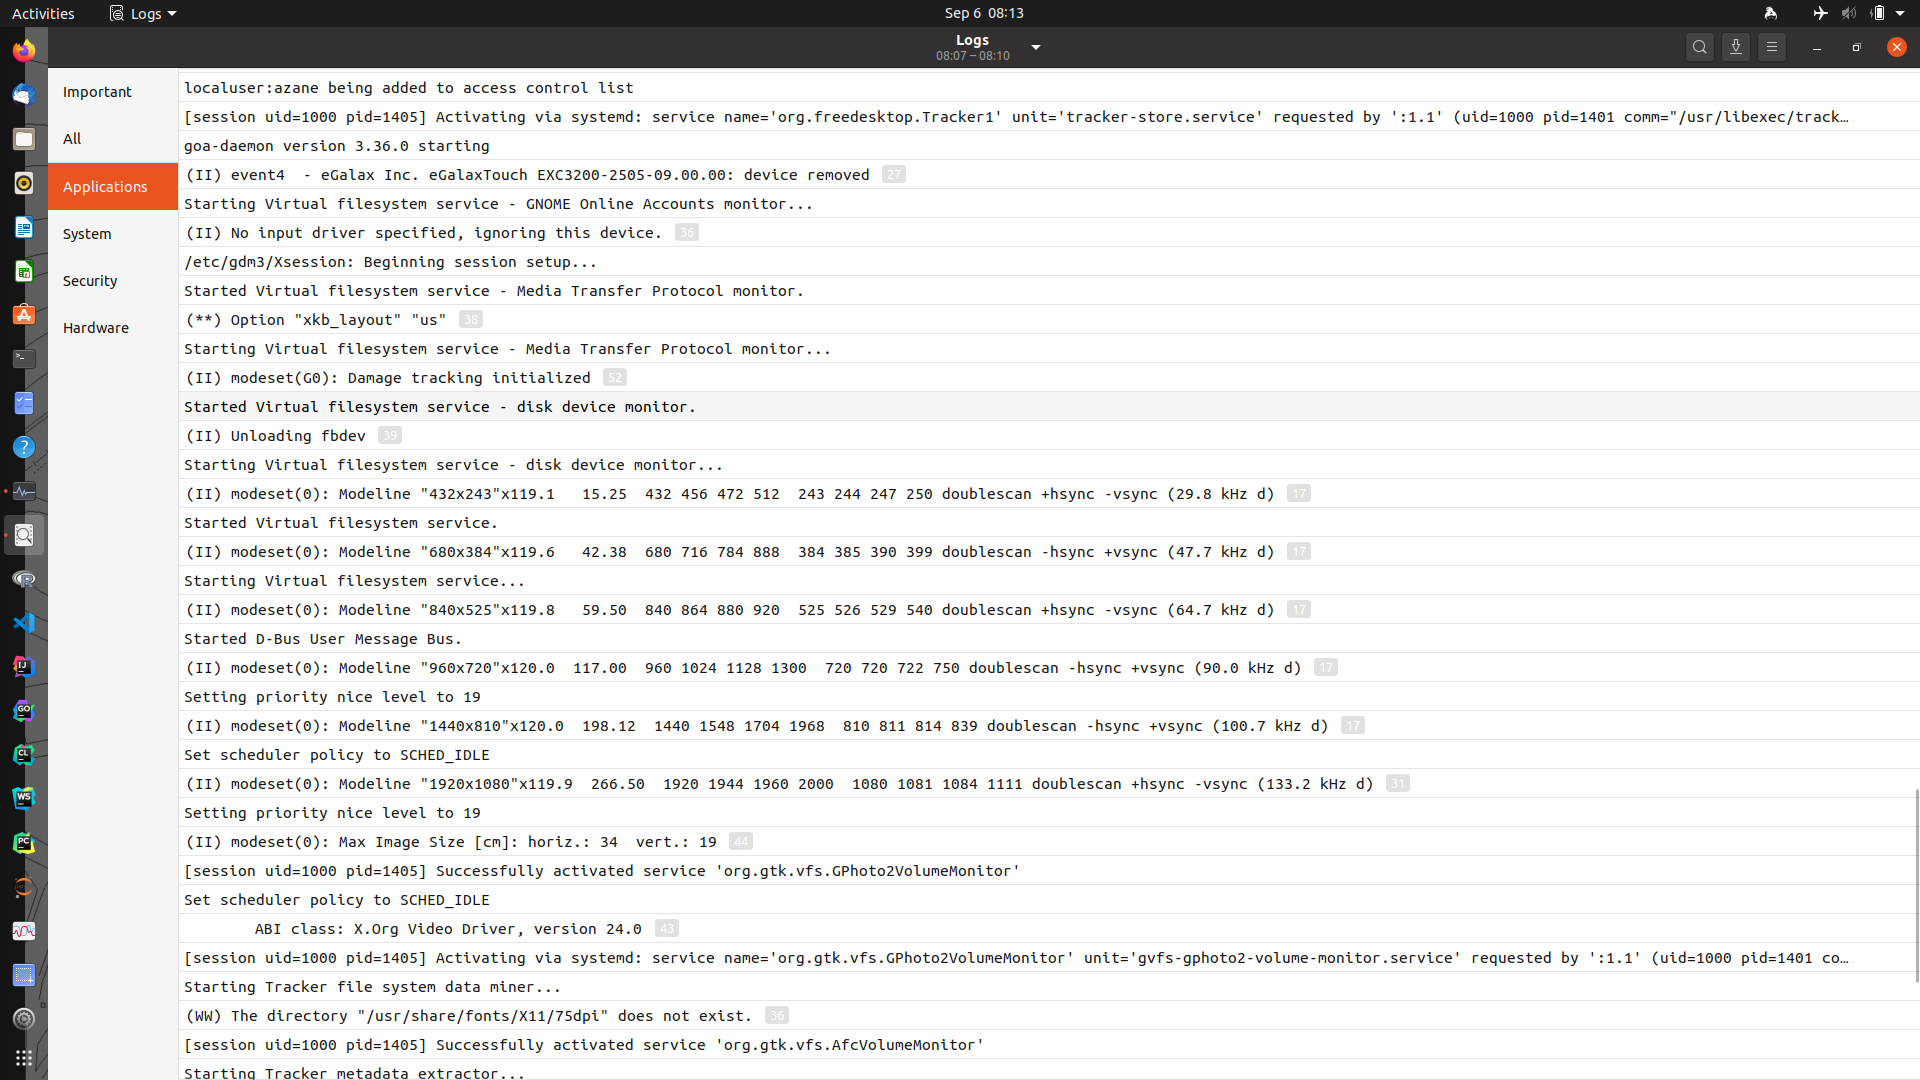 Activities
Logs
Sep 6 08:13
Logs
08:07 – 08:10
Important
All
Applications
System
Security
Hardware
localuser:azane being added to access control list
[session uid=1000 pid=1405] Activating via systemd: service name='org.freedesktop.Tracker1' unit='tracker-store.service' requested by ':1.1' (uid=1000 pid=1401 comm="/usr/libexec/track…
goa-daemon version 3.36.0 starting
(II) event4  - eGalax Inc. eGalaxTouch EXC3200-2505-09.00.00: device removed 27
Starting Virtual filesystem service - GNOME Online Accounts monitor...
(II) No input driver specified, ignoring this device. 36
/etc/gdm3/Xsession: Beginning session setup...
Started Virtual filesystem service - Media Transfer Protocol monitor.
(**) Option "xkb_layout" "us" 38
Starting Virtual filesystem service - Media Transfer Protocol monitor...
(II) modeset(G0): Damage tracking initialized 52
Started Virtual filesystem service - disk device monitor.
(II) Unloading fbdev 39
Starting Virtual filesystem service - disk device monitor...
(II) modeset(0): Modeline "432x243"x119.1   15.25  432 456 472 512  243 244 247 250 doublescan +hsync -vsync (29.8 kHz d) 17
Started Virtual filesystem service.
(II) modeset(0): Modeline "680x384"x119.6   42.38  680 716 784 888  384 385 390 399 doublescan -hsync +vsync (47.7 kHz d) 17
Starting Virtual filesystem service...
(II) modeset(0): Modeline "840x525"x119.8   59.50  840 864 880 920  525 526 529 540 doublescan +hsync -vsync (64.7 kHz d) 17
Started D-Bus User Message Bus.
(II) modeset(0): Modeline "960x720"x120.0  117.00  960 1024 1128 1300  720 720 722 750 doublescan -hsync +vsync (90.0 kHz d) 17
Setting priority nice level to 19
(II) modeset(0): Modeline "1440x810"x120.0  198.12  1440 1548 1704 1968  810 811 814 839 doublescan -hsync +vsync (100.7 kHz d) 17
Set scheduler policy to SCHED_IDLE
(II) modeset(0): Modeline "1920x1080"x119.9  266.50  1920 1944 1960 2000  1080 1081 1084 1111 doublescan +hsync -vsync (133.2 kHz d) 31
Setting priority nice level to 19
(II) modeset(0): Max Image Size [cm]: horiz.: 34  vert.: 19 44
[session uid=1000 pid=1405] Successfully activated service 'org.gtk.vfs.GPhoto2VolumeMonitor'
Set scheduler policy to SCHED_IDLE
ABI class: X.Org Video Driver, version 24.0 43
[session uid=1000 pid=1405] Activating via systemd: service name='org.gtk.vfs.GPhoto2VolumeMonitor' unit='gvfs-gphoto2-volume-monitor.service' requested by ':1.1' (uid=1000 pid=1401 co…
Starting Tracker file system data miner...
(WW) The directory "/usr/share/fonts/X11/75dpi" does not exist. 36
[session uid=1000 pid=1405] Successfully activated service 'org.gtk.vfs.AfcVolumeMonitor'
Starting Tracker metadata extractor...